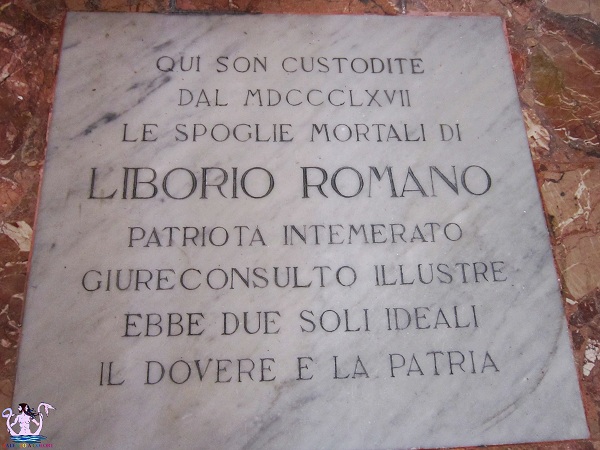 QUI SON CUSTODITE
DAL MDCCCLXVII
LE SPOGLIE MORTALI DI
LIBORIO ROMANO
PATRIOTA INTEMERATO
GIURECONSULTO ILLUSTRE
EBBE DUE SOLI IDEALI
IL DOVERE E LA PATRIA